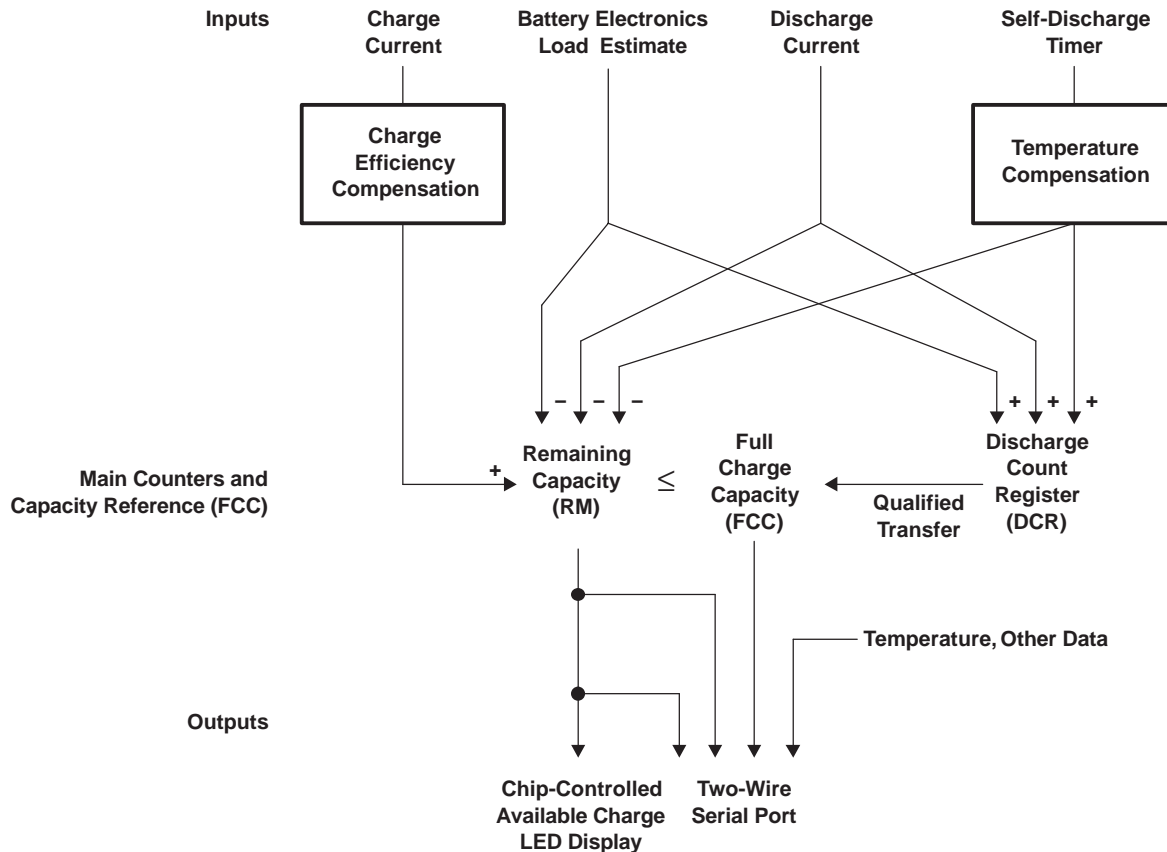 Inputs
Charge
Current
Battery Electronics
Load Estimate
Discharge
Current
Self-Discharge
Timer
Charge
Efficiency
Compensation
Temperature
Compensation
– – –
+ + +
Main Counters and
Capacity Reference (FCC)
+
Remaining
Capacity
(RM)
≤
Full
Charge
Capacity
(FCC)
Qualified
Transfer
Discharge
Count
Register
(DCR)
Temperature, Other Data
Outputs
Chip-Controlled
Available Charge
LED Display
Two-Wire
Serial Port